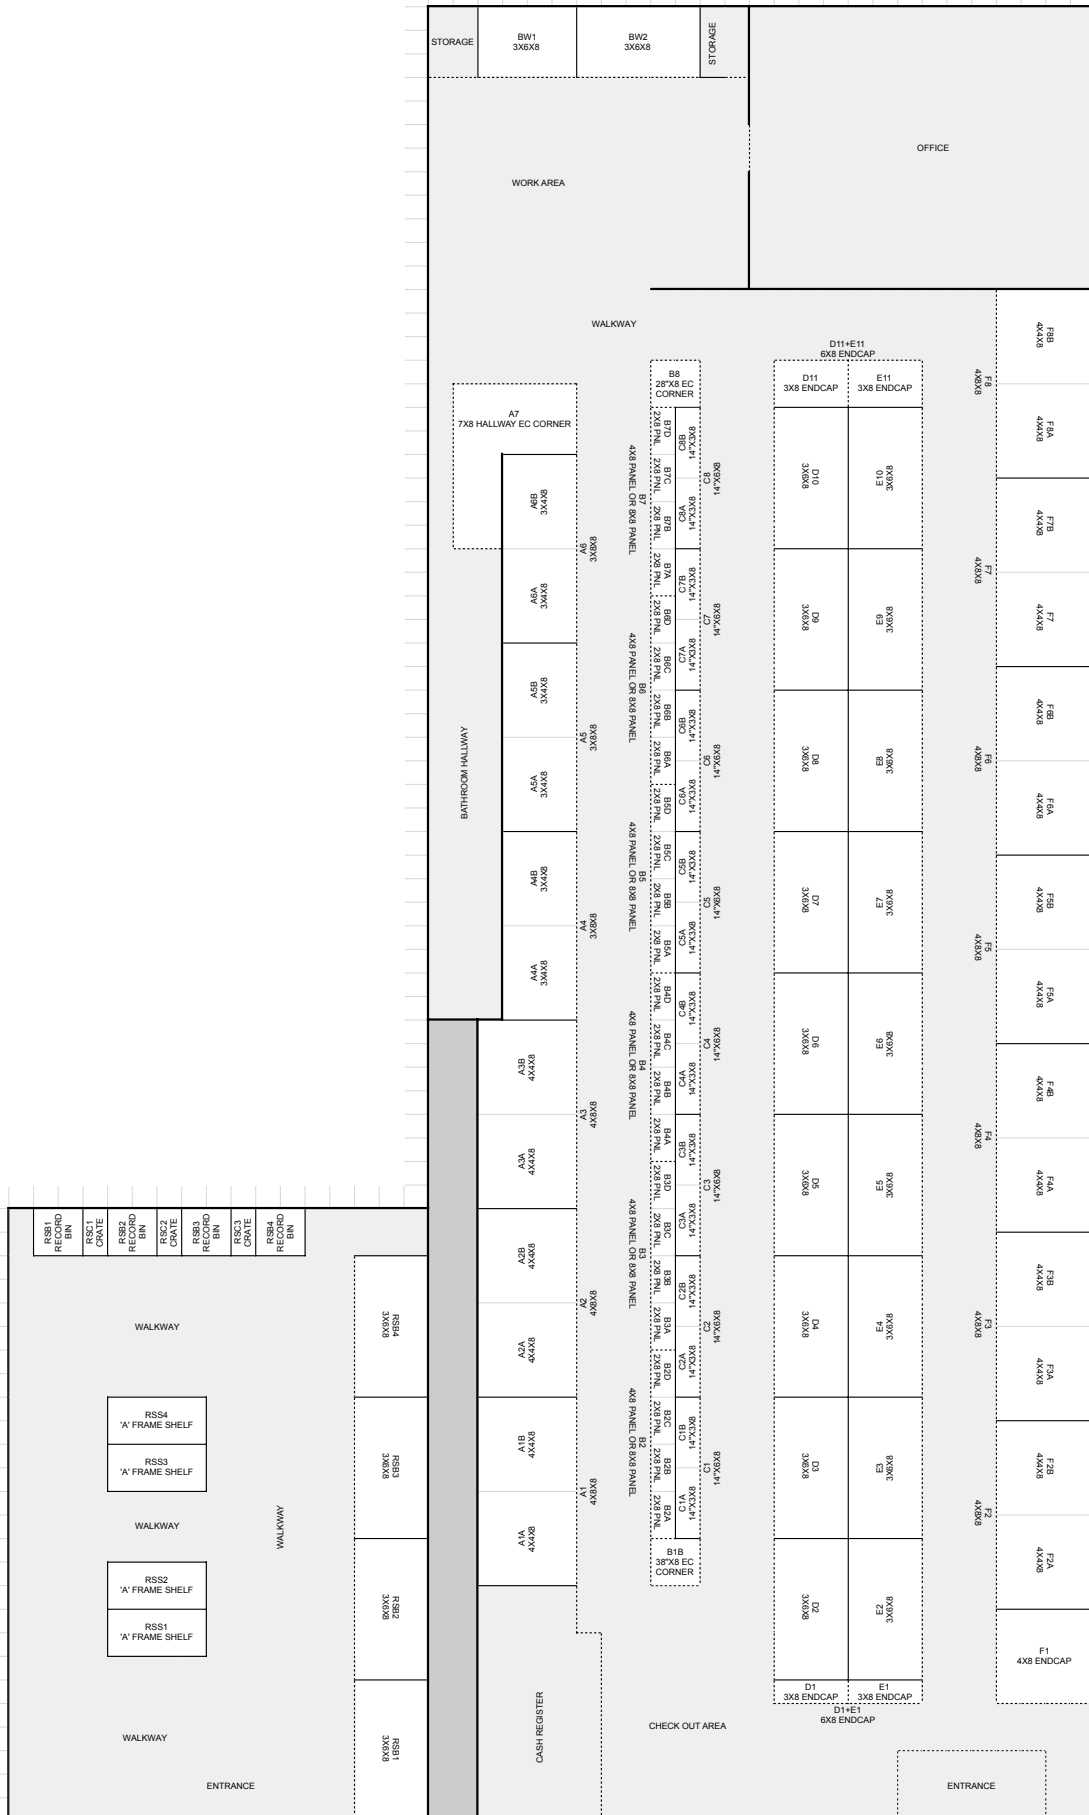 STORAGE
BW1
3X6X8
BW2
3X6X8
STORAGE
OFFICE
WORK AREA
WALKWAY
D11+E11
6X8 ENDCAP
D11
3X8 ENDCAP
E11
3X8 ENDCAP
B8
28"X8 EC
CORNER
A7
7X8 HALLWAY EC CORNER
BATHROOM HALLWAY
A6B
3X4X8
A6A
3X4X8
A5B
3X4X8
A5A
3X4X8
A4B
3X4X8
A4A
3X4X8
A3B
4X4X8
A3A
4X4X8
A2B
4X4X8
A2A
4X4X8
A1B
4X4X8
A1A
4X4X8
A6
3X8X8
A5
3X8X8
A4
3X8X8
A3
4X8X8
A2
4X8X8
A1
4X8X8
B7
4X8 PANEL OR 8X8 PANEL
B6
4X8 PANEL OR 8X8 PANEL
B5
4X8 PANEL OR 8X8 PANEL
B4
4X8 PANEL OR 8X8 PANEL
B3
4X8 PANEL OR 8X8 PANEL
B2
4X8 PANEL OR 8X8 PANEL
B7D
2X8 PNL
B7C
2X8 PNL
B7B
2X8 PNL
B7A
2X8 PNL
B6D
2X8 PNL
B6C
2X8 PNL
B6B
2X8 PNL
B6A
2X8 PNL
B5D
2X8 PNL
B5C
2X8 PNL
B5B
2X8 PNL
B5A
2X8 PNL
B4D
2X8 PNL
B4C
2X8 PNL
B4B
2X8 PNL
B4A
2X8 PNL
B3D
2X8 PNL
B3C
2X8 PNL
B3B
2X8 PNL
B3A
2X8 PNL
B2D
2X8 PNL
B2C
2X8 PNL
B2B
2X8 PNL
B2A
2X8 PNL
B1B
38"X8 EC
CORNER
C8B
14"X3X8
C8A
14"X3X8
C7B
14"X3X8
C7A
14"X3X8
C6B
14"X3X8
C6A
14"X3X8
C5B
14"X3X8
C5A
14"X3X8
C4B
14"X3X8
C4A
14"X3X8
C3B
14"X3X8
C3A
14"X3X8
C2B
14"X3X8
C2A
14"X3X8
C1B
14"X3X8
C1A
14"X3X8
C8
14"X6X8
C7
14"X6X8
C6
14"X6X8
C5
14"X6X8
C4
14"X6X8
C3
14"X6X8
C2
14"X6X8
C1
14"X6X8
D10
3X6X8
D9
3X6X8
D8
3X6X8
D7
3X6X8
D6
3X6X8
D5
3X6X8
D4
3X6X8
D3
3X6X8
D2
3X6X8
D1
3X8 ENDCAP
E10
3X6X8
E9
3X6X8
E8
3X6X8
E7
3X6X8
E6
3X6X8
E5
3X6X8
E4
3X6X8
E3
3X6X8
E2
3X6X8
E1
3X8 ENDCAP
D1+E1
6X8 ENDCAP
F8
4X8X8
F7
4X8X8
F6
4X8X8
F5
4X8X8
F4
4X8X8
F3
4X8X8
F2
4X8X8
F8B
4X4X8
F8A
4X4X8
F7B
4X4X8
F7
4X4X8
F6B
4X4X8
F6A
4X4X8
F5B
4X4X8
F5A
4X4X8
F4B
4X4X8
F4A
4X4X8
F3B
4X4X8
F3A
4X4X8
F2B
4X4X8
F2A
4X4X8
F1
4X8 ENDCAP
RSB1
RECORD
BIN
RSC1
CRATE
RSB2
RECORD
BIN
RSC2
CRATE
RSB3
RECORD
BIN
RSC3
CRATE
RSB4
RECORD
BIN
WALKWAY
RSS4
'A' FRAME SHELF
RSS3
'A' FRAME SHELF
WALKWAY
WALKWAY
RSS2
'A' FRAME SHELF
RSS1
'A' FRAME SHELF
WALKWAY
ENTRANCE
RSB4
3X6X8
RSB3
3X6X8
RSB2
3X6X8
RSB1
3X6X8
CASH REGISTER
CHECK OUT AREA
ENTRANCE